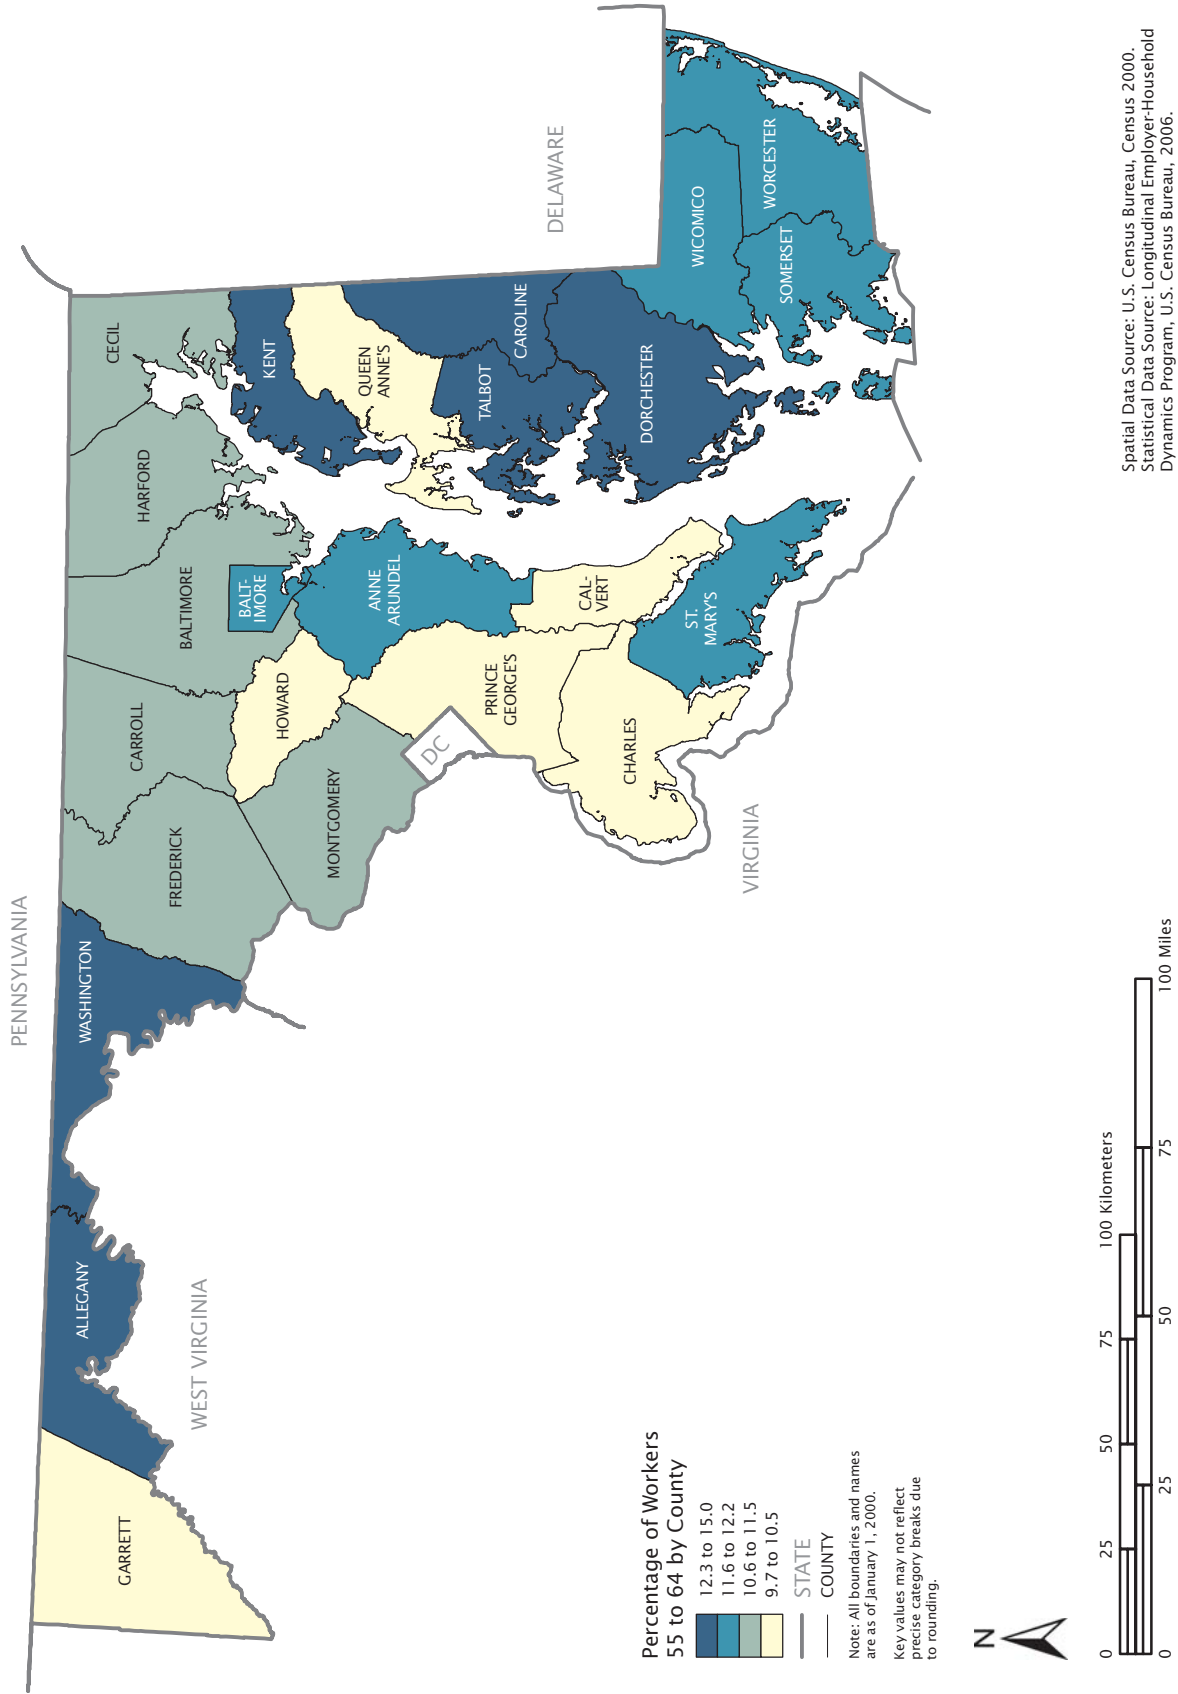 PENNSYLVANIA
GARRETT
ALLEGANY
WASHINGTON
FREDERICK
CARROLL
BALTIMORE
HARFORD
CECIL
BALT-
IMORE
HOWARD
MONTGOMERY
KENT
QUEEN
ANNE'S
ANNE
ARUNDEL
DC
PRINCE
GEORGE'S
TALBOT
CAROLINE
DELAWARE
CAL-
VERT
CHARLES
ST.
MARY'S
DORCHESTER
WICOMICO
SOMERSET
WORCESTER
WEST VIRGINIA
VIRGINIA
Percentage of Workers
55 to 64 by County
12.3 to 15.0
11.6 to 12.2
10.6 to 11.5
9.7 to 10.5
STATE
COUNTY
Note: All boundaries and names
are as of January 1, 2000.
Key values may not reflect
precise category breaks due
to rounding.
N
0 25 50 75 100 Kilometers
0 25 50 75 100 Miles
Spatial Data Source: U.S. Census Bureau, Census 2000.
Statistical Data Source: Longitudinal Employer-Household
Dynamics Program, U.S. Census Bureau, 2006.